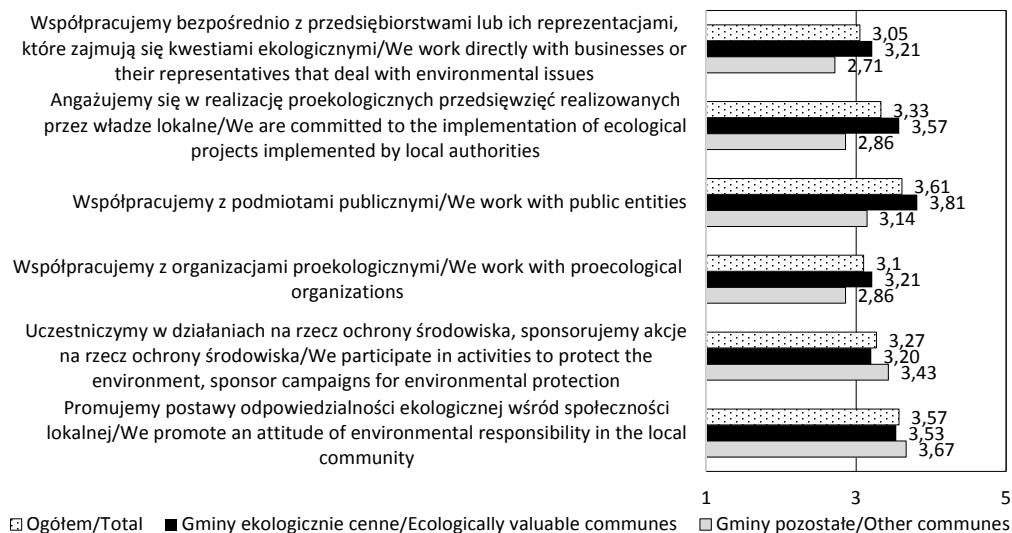 Współpracujemy bezpośrednio z przedsiębiorstwami lub ich reprezentacjami,
które zajmują się kwestiami ekologicznymi/We work directly with businesses or
their representatives that deal with environmental issues
3,05
3,21
2,71
Angażujemy się w realizację proekologicznych przedsięwzięć realizowanych
przez władze lokalne/We are committed to the implementation of ecological
projects implemented by local authorities
3,33
3,57
2,86
Współpracujemy z podmiotami publicznymi/We work with public entities
3,61
3,81
3,14
Współpracujemy z organizacjami proekologicznymi/We work with proecological
organizations
3,1
3,21
2,86
Uczestniczymy w działaniach na rzecz ochrony środowiska, sponsorujemy akcje
na rzecz ochrony środowiska/We participate in activities to protect the
environment, sponsor campaigns for environmental protection
3,27
3,20
3,43
Promujemy postawy odpowiedzialności ekologicznej wśród społeczności
lokalnej/We promote an attitude of environmental responsibility in the local
community
3,57
3,53
3,67
1 3 5
Ogółem/Total Gminy ekologicznie cenne/Ecologically valuable communes Gminy pozostałe/Other communes